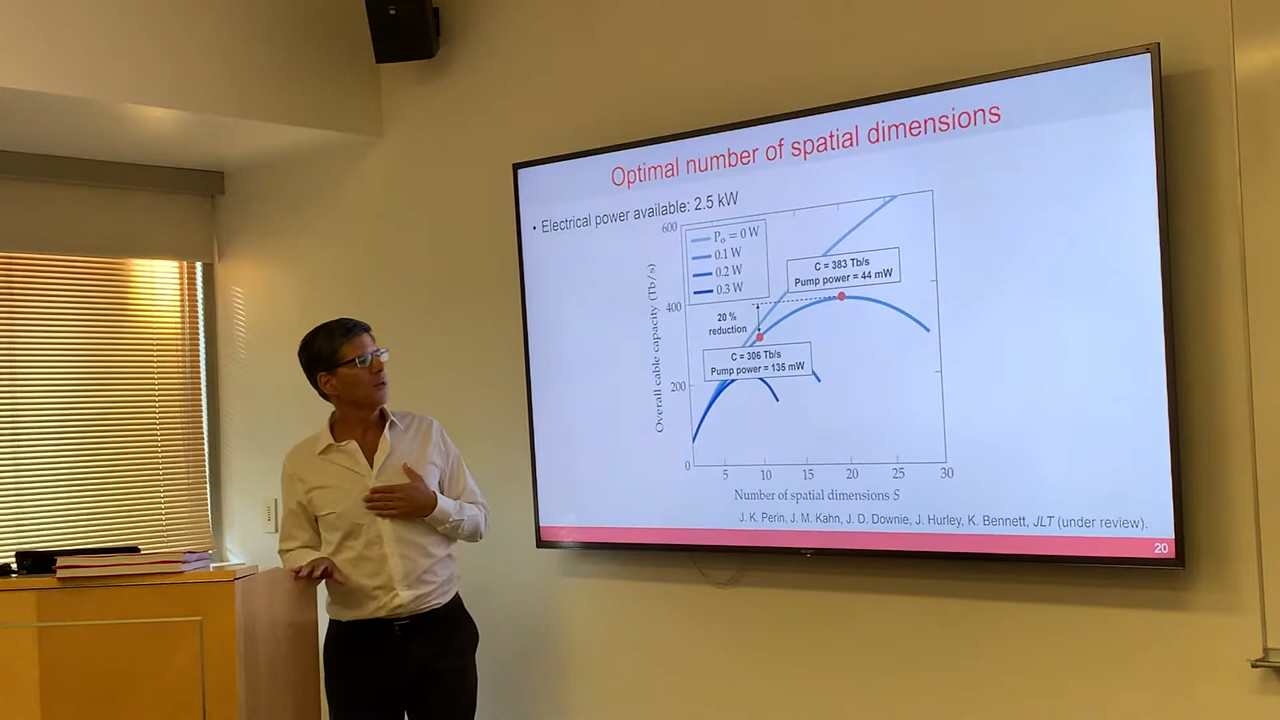 Optimal number of spatial dimensions
• Electrical power available: 2.5 kW
600
400
200
0
Overall cable capacity (Tb/s)
Pₒ = 0 W
0.1 W
0.2 W
0.3 W
C = 383 Tb/s
Pump power = 44 mW
20 %
reduction
C = 306 Tb/s
Pump power = 135 mW
5 10 15 20 25 30
Number of spatial dimensions S
J. K. Perin, J. M. Kahn, J. D. Downie, J. Hurley, K. Bennett, JLT (under review).
20